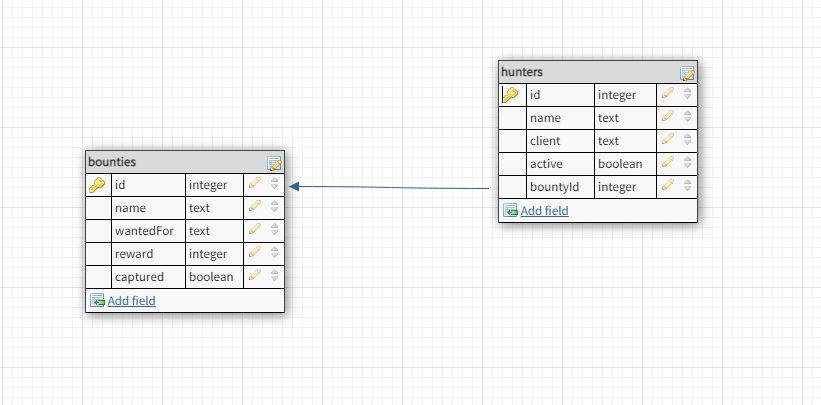 bounties
id integer
name text
wantedFor text
reward integer
captured boolean
Add field
hunters
id integer
name text
client text
active boolean
bountyId integer
Add field